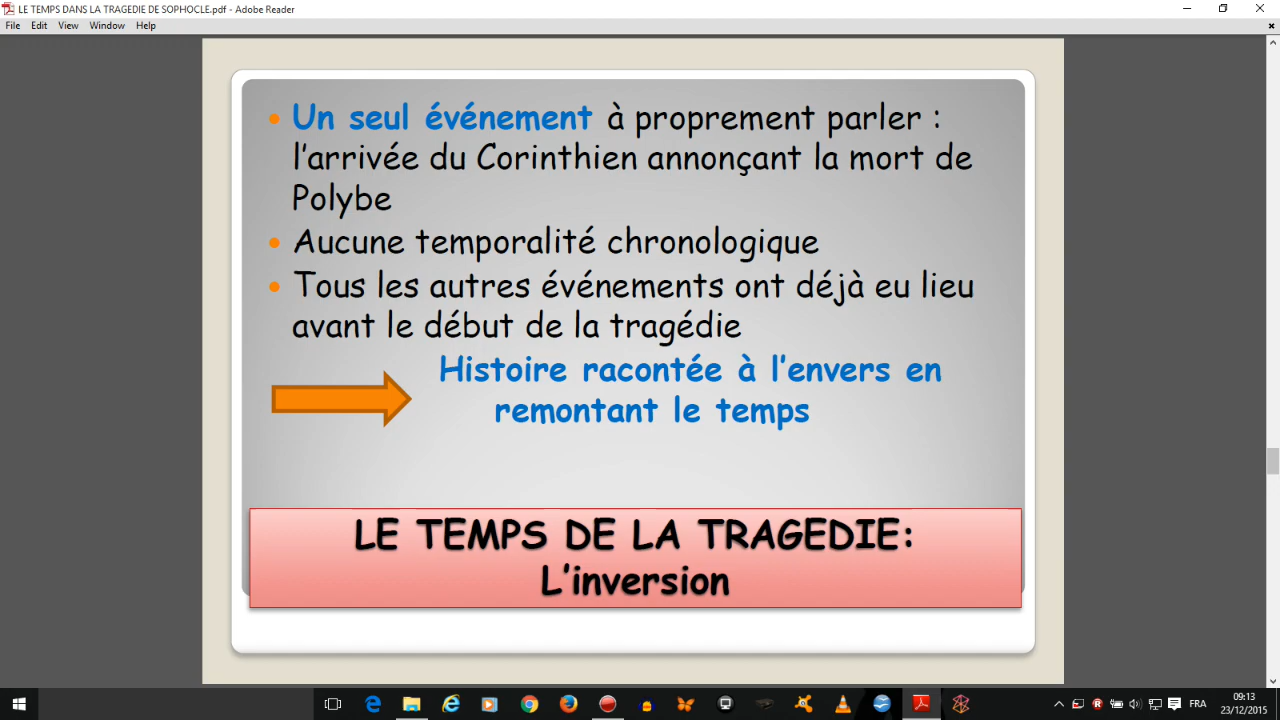 LE TEMPS DANS LA TRAGEDIE DE SOPHOCLE.pdf - Adobe Reader
File Edit View Window Help
Un seul événement à proprement parler :
l’arrivée du Corinthien annonçant la mort de
Polybe
Aucune temporalité chronologique
Tous les autres événements ont déjà eu lieu
avant le début de la tragédie
Histoire racontée à l’envers en
remontant le temps
LE TEMPS DE LA TRAGEDIE:
L’inversion
FRA
09:13
23/12/2015